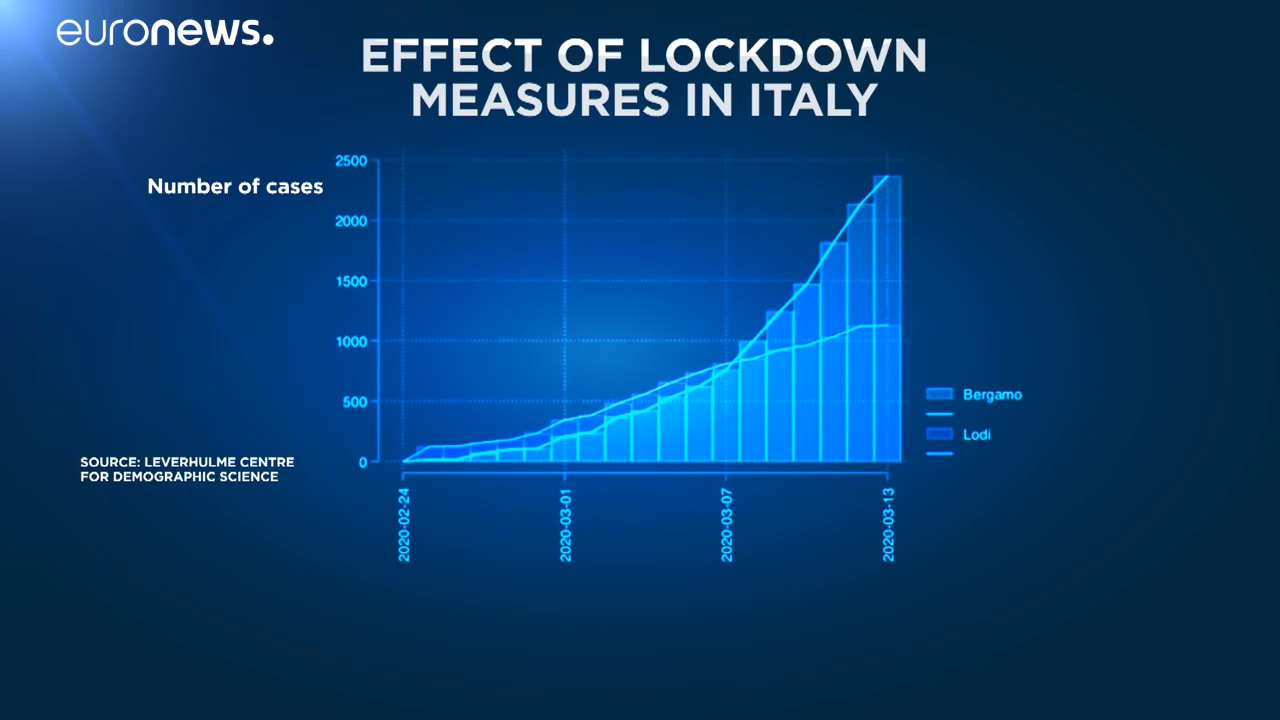 euronews.
EFFECT OF LOCKDOWN
MEASURES IN ITALY
Number of cases
2500
2000
1500
1000
500
0
2020-02-24
2020-03-01
2020-03-07
2020-03-13
Bergamo
Lodi
SOURCE: LEVERHULME CENTRE
FOR DEMOGRAPHIC SCIENCE